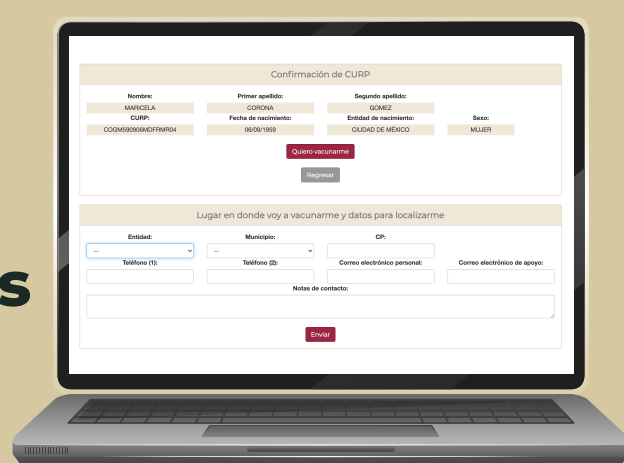 Confirmación de CURP
Nombre: Primer apellido: Segundo apellido:
MARICELA CORONA GOMEZ
CURP: Fecha de nacimiento: Entidad de nacimiento: Sexo:
COGM590906MDFRMR04 06/09/1959 CIUDAD DE MÉXICO MUJER
Quiero vacunarme
Regresar
Lugar en donde voy a vacunarme y datos para localizarme
Entidad: Municipio: CP:
-- --
Teléfono (1): Teléfono (2): Correo electrónico personal: Correo electrónico de apoyo:
s
Notas de contacto:
Enviar